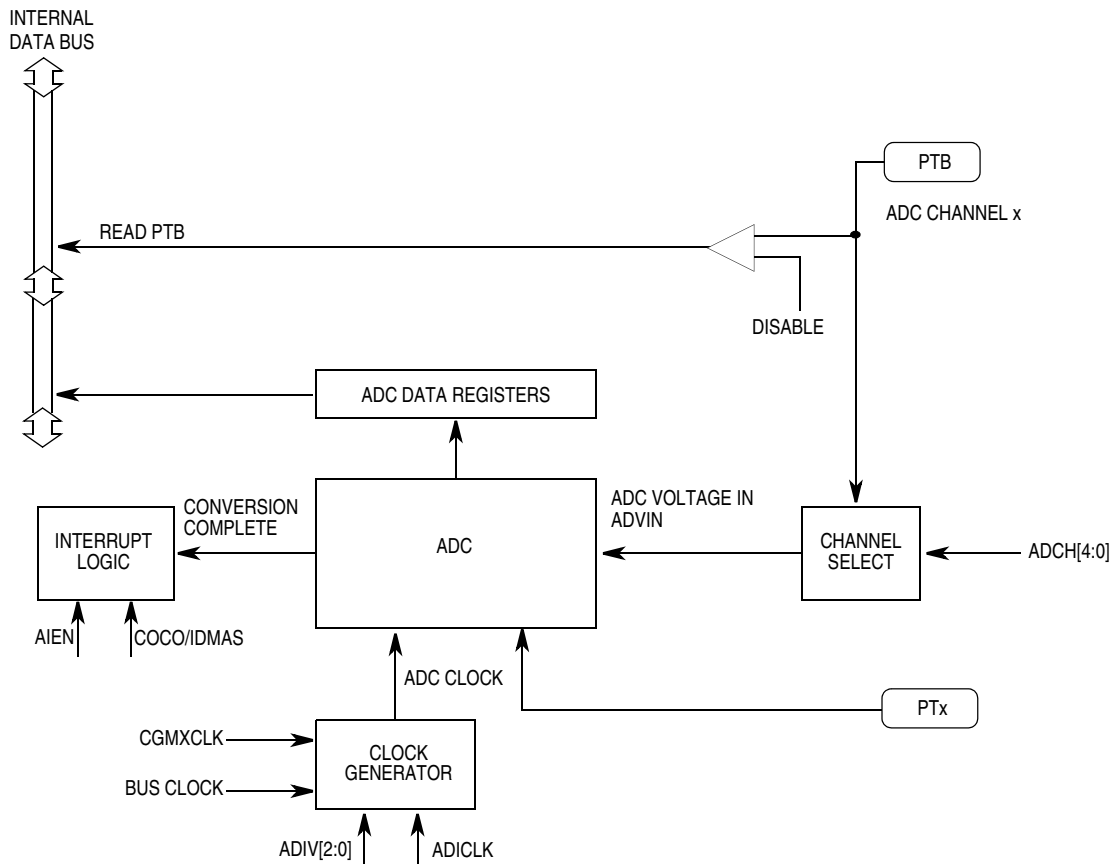 INTERNAL
DATA BUS
PTB
ADC CHANNEL x
READ PTB
DISABLE
ADC DATA REGISTERS
CONVERSION
COMPLETE
INTERRUPT
LOGIC
ADC
ADC VOLTAGE IN
ADVIN
CHANNEL
SELECT
ADCH[4:0]
AIEN
COCO/IDMAS
ADC CLOCK
PTx
CGMXCLK
CLOCK
GENERATOR
BUS CLOCK
ADIV[2:0]
ADICLK